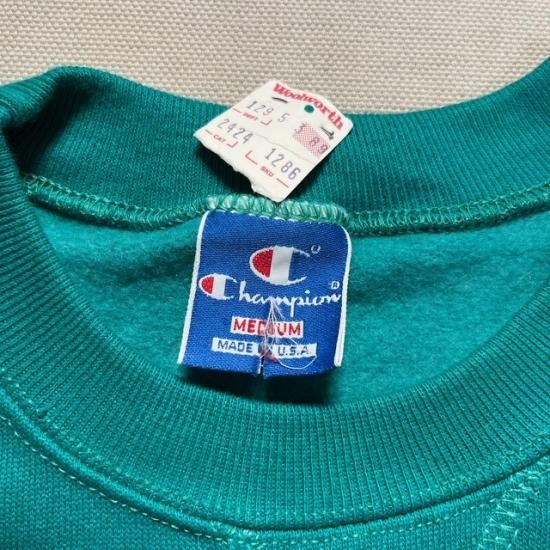 Woolworth
129 5 3 89
DEPT
2424 1286
CAT SKU
Champion®
MEDIUM
MADE IN U.S.A.